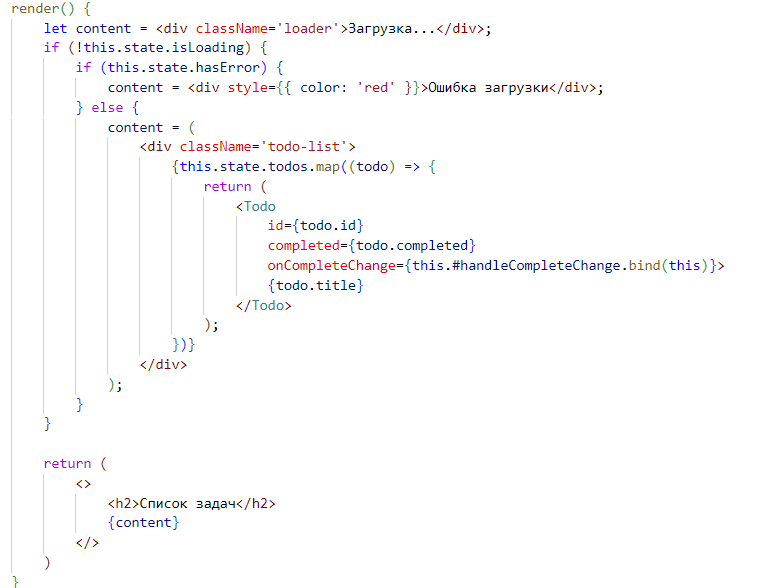 render() {
    let content = <div className='loader'>Загрузка...</div>;
    if (!this.state.isLoading) {
        if (this.state.hasError) {
            content = <div style={{ color: 'red' }}>Ошибка загрузки</div>;
        } else {
            content = (
                <div className='todo-list'>
                    {this.state.todos.map((todo) => {
                        return (
                            <Todo
                                id={todo.id}
                                completed={todo.completed}
                                onCompleteChange={this.#handleCompleteChange.bind(this)}>
                                {todo.title}
                            </Todo>
                        );
                    })}
                </div>
            );
        }
    }

    return (
        <>
            <h2>Список задач</h2>
            {content}
        </>
    )
}